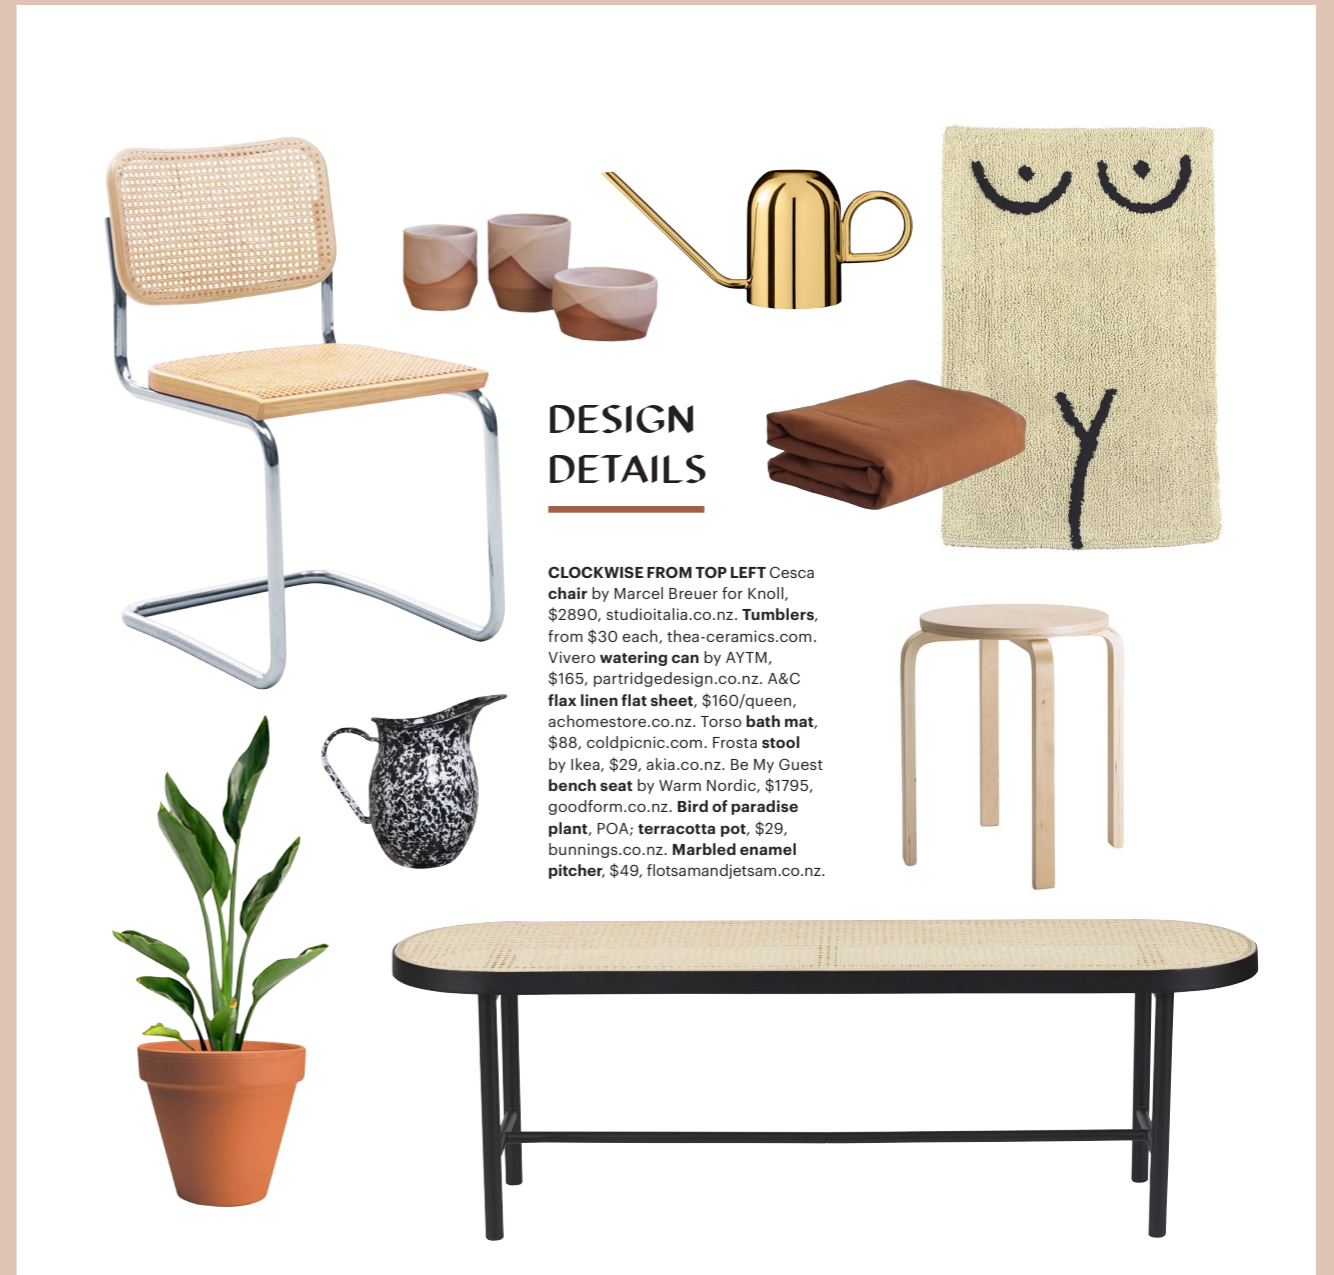 DESIGN
DETAILS
CLOCKWISE FROM TOP LEFT Cesca
chair by Marcel Breuer for Knoll,
$2890, studioitalia.co.nz. Tumblers,
from $30 each, thea-ceramics.com.
Vivero watering can by AYTM,
$165, partridgedesign.co.nz. A&C
flax linen flat sheet, $160/queen,
achomestore.co.nz. Torso bath mat,
$88, coldpicnic.com. Frosta stool
by Ikea, $29, akia.co.nz. Be My Guest
bench seat by Warm Nordic, $1795,
goodform.co.nz. Bird of paradise
plant, POA; terracotta pot, $29,
bunnings.co.nz. Marbled enamel
pitcher, $49, flotsamandjetsam.co.nz.